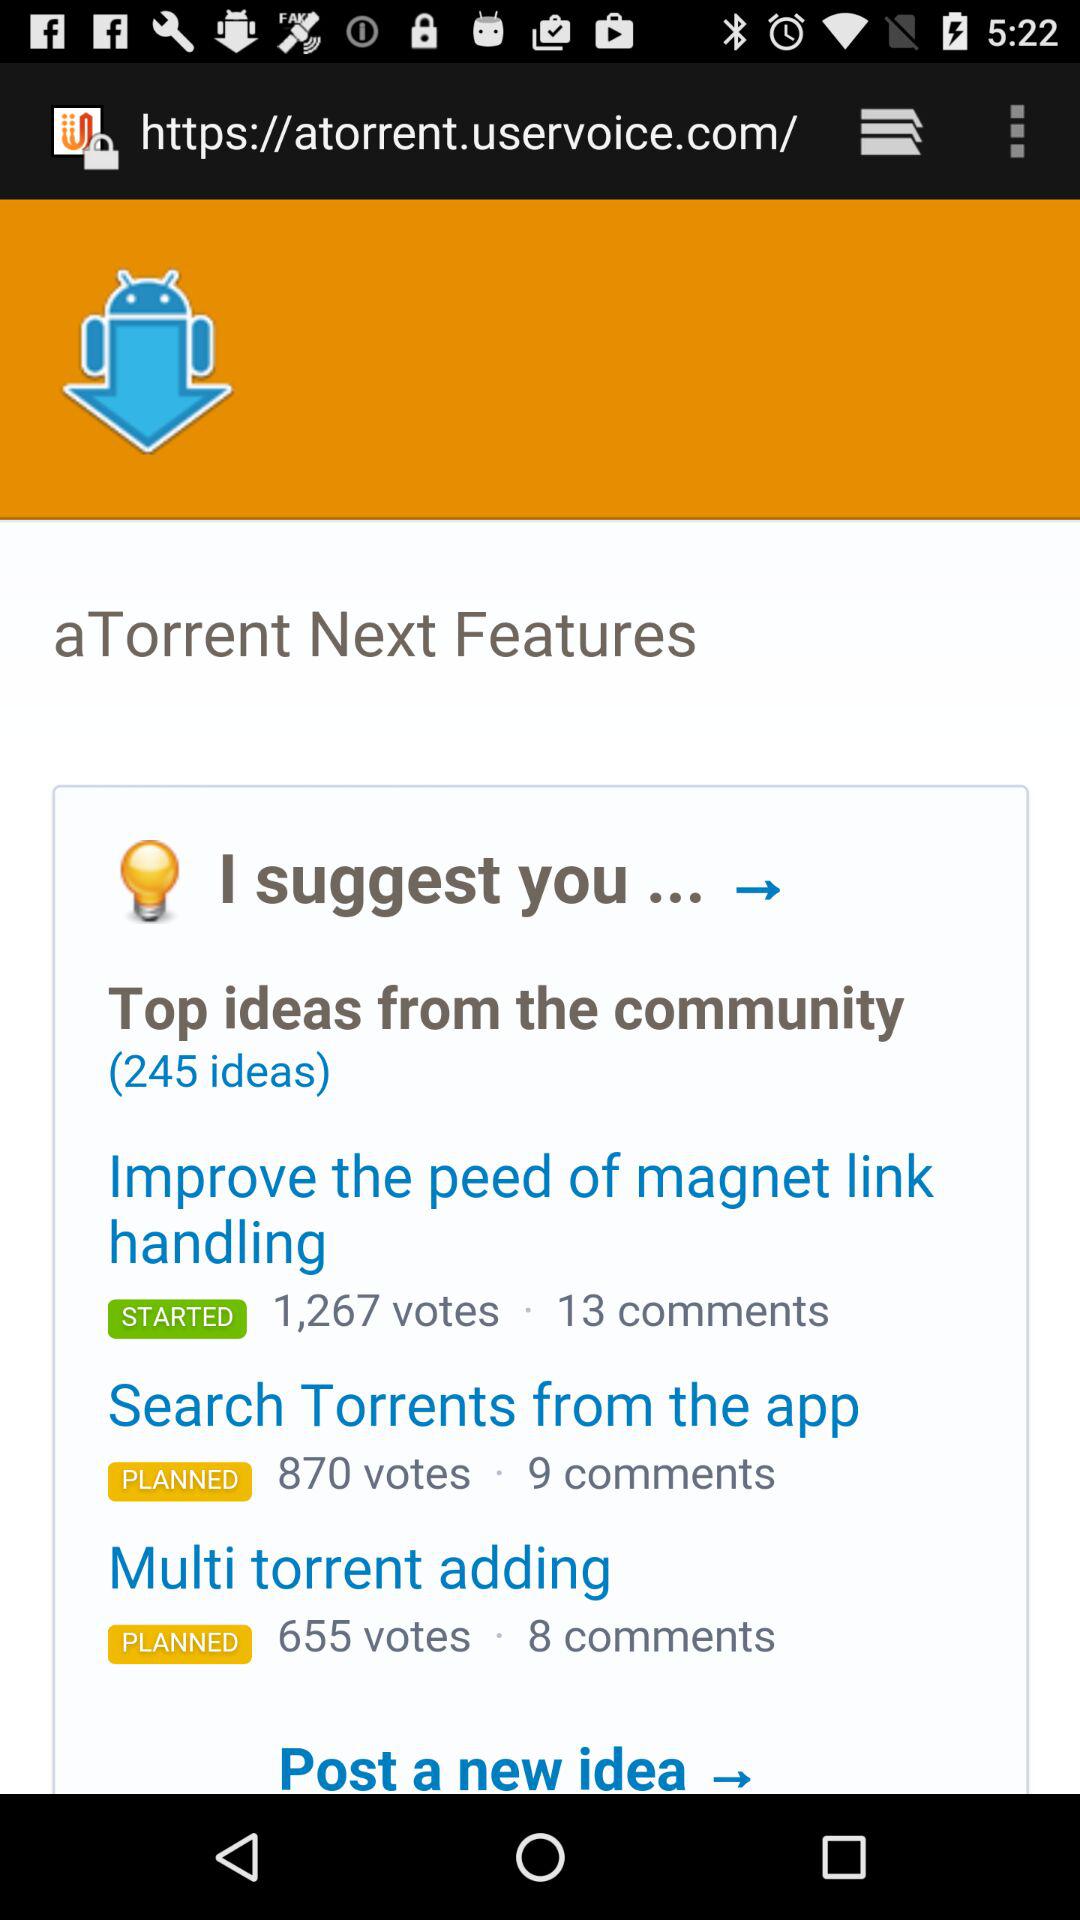 FAKE
5:22
https://atorrent.uservoice.com/
aTorrent Next Features
I suggest you ... →
Top ideas from the community
(245 ideas)
Improve the peed of magnet link
handling
STARTED 1,267 votes · 13 comments
Search Torrents from the app
PLANNED 870 votes · 9 comments
Multi torrent adding
PLANNED 655 votes · 8 comments
Post a new idea →